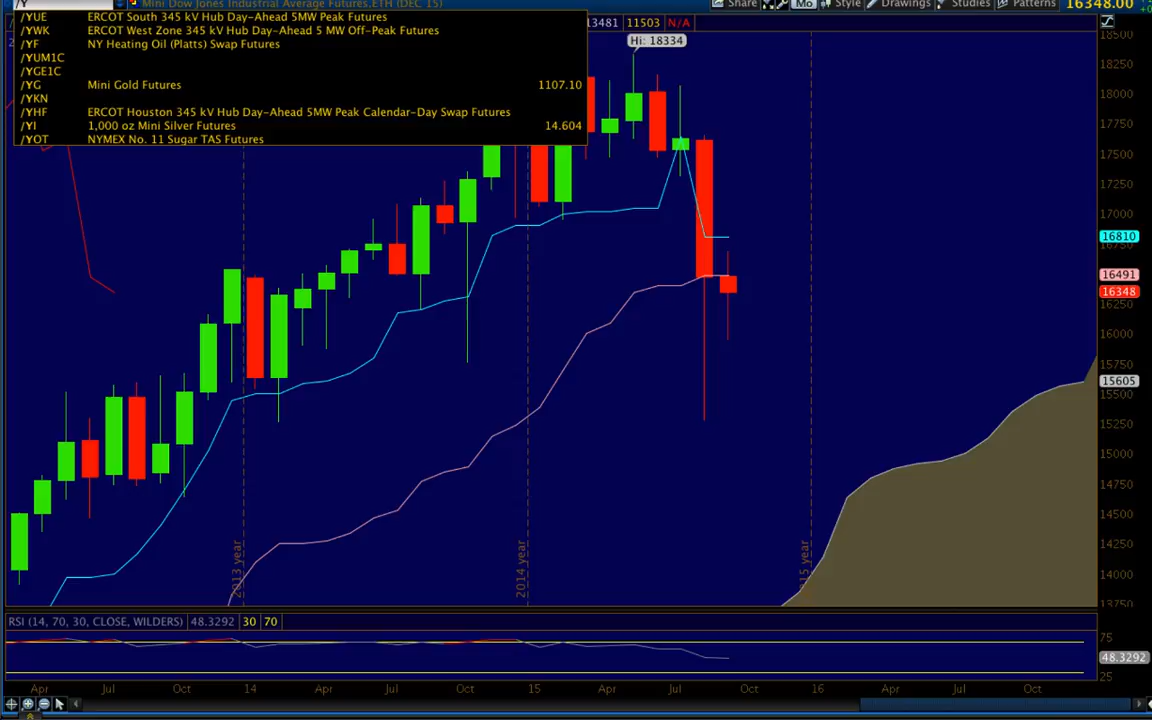 /Y Mini Dow Jones Industrial Average Futures,ETH (DEC 15) Share Mo Style Drawings Studies Patterns 16348.00
/YUE ERCOT South 345 kV Hub Day-Ahead 5MW Peak Futures
/YWK ERCOT West Zone 345 kV Hub Day-Ahead 5 MW Off-Peak Futures
/YF NY Heating Oil (Platts) Swap Futures
/YUM1C
/YGE1C
/YG Mini Gold Futures 1107.10
/YKN
/YHF ERCOT Houston 345 kV Hub Day-Ahead 5MW Peak Calendar-Day Swap Futures
/YI 1,000 oz Mini Silver Futures 14.604
/YOT NYMEX No. 11 Sugar TAS Futures
13481 11503 N/A
Hi: 18334
18500
18250
18000
17750
17500
17250
17000
16810
16750
16491
16348
16250
16000
15750
15605
15500
15250
15000
14750
14500
14250
14000
13750
2013 year
2014 year
2015 year
RSI (14, 70, 30, CLOSE, WILDERS) 48.3292 30 70
75
48.3292
25
Apr Jul Oct 14 Apr Jul Oct 15 Apr Jul Oct 16 Apr Jul Oct